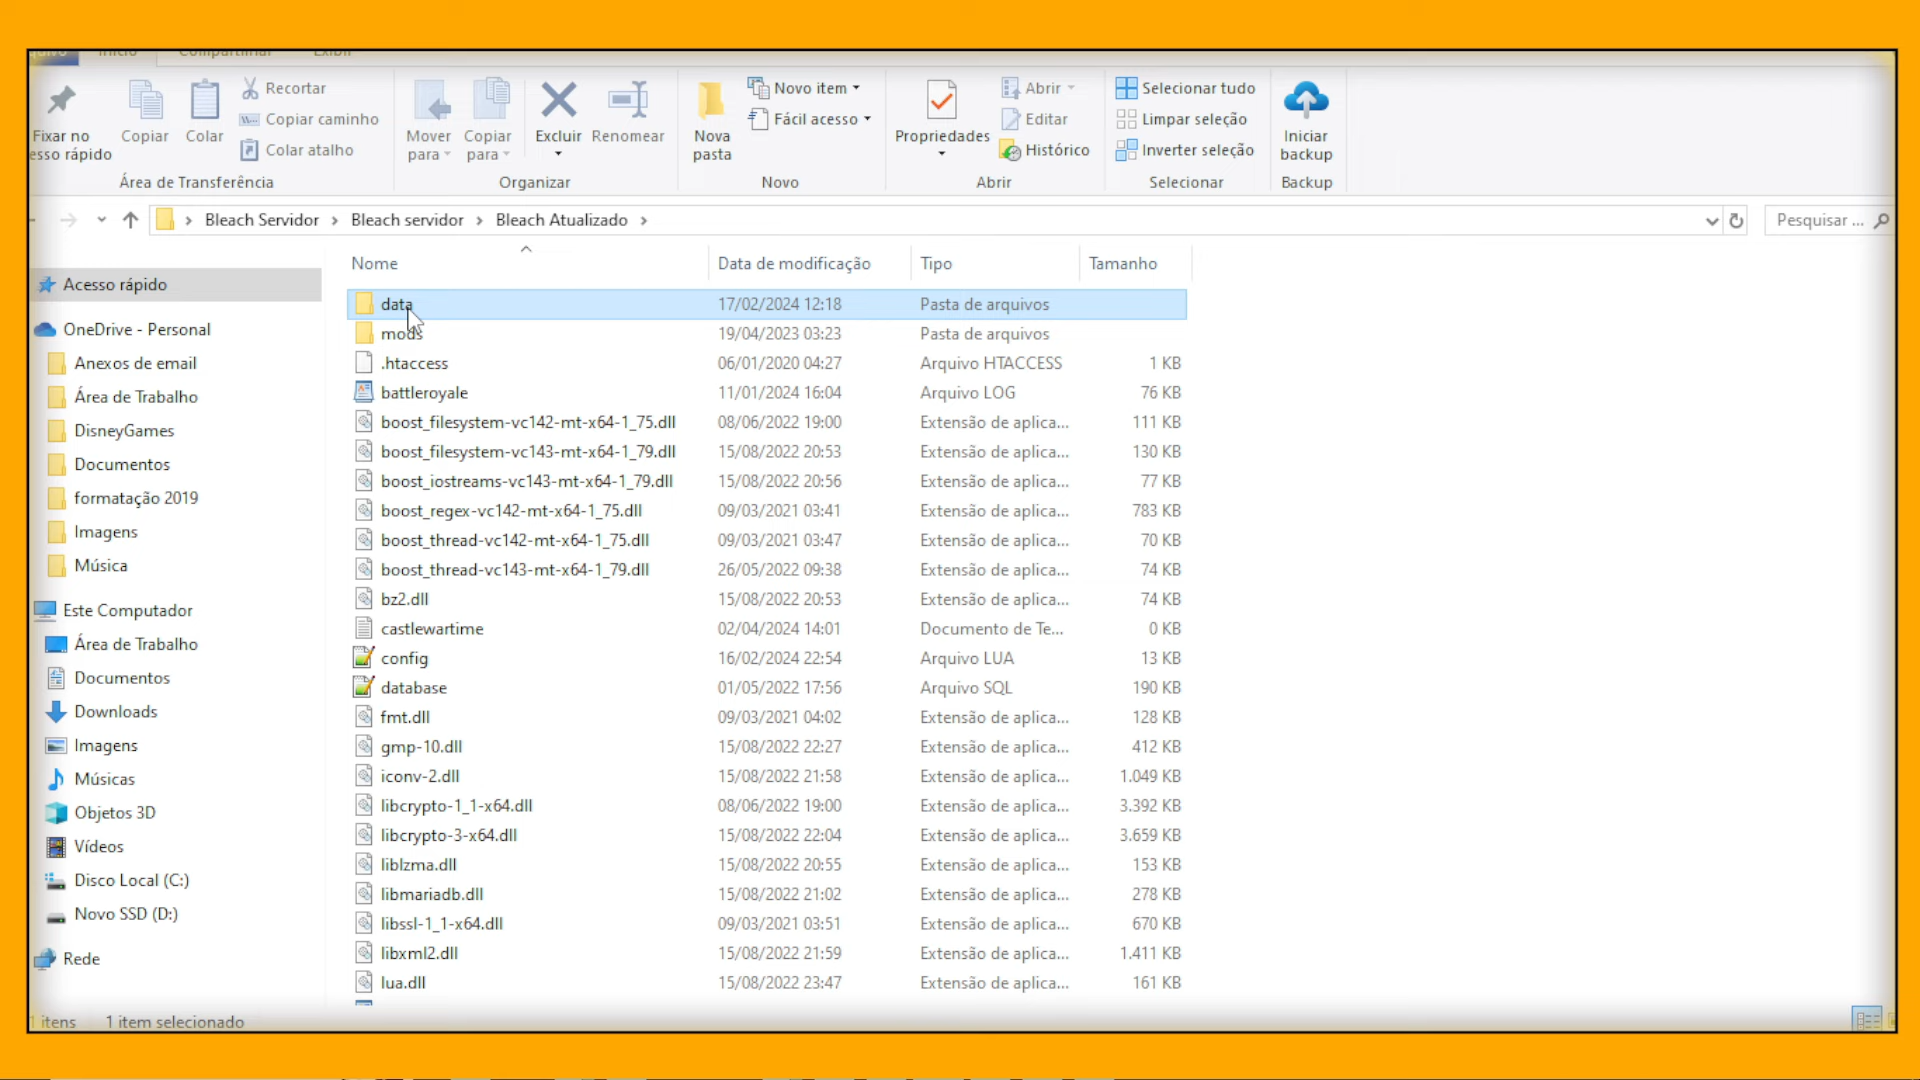 Início Compartilhar Exibir
Fixar no
esso rápido
Copiar
Colar
Recortar
Copiar caminho
Colar atalho
Área de Transferência
Mover
para
Copiar
para
Excluir
Renomear
Organizar
Nova
pasta
Novo item
Fácil acesso
Novo
Propriedades
Abrir
Editar
Histórico
Abrir
Selecionar tudo
Limpar seleção
Inverter seleção
Selecionar
Iniciar
backup
Backup
Bleach Servidor > Bleach servidor > Bleach Atualizado >
Pesquisar ...
Acesso rápido
OneDrive - Personal
Anexos de email
Área de Trabalho
DisneyGames
Documentos
formatação 2019
Imagens
Música
Este Computador
Área de Trabalho
Documentos
Downloads
Imagens
Músicas
Objetos 3D
Vídeos
Disco Local (C:)
Novo SSD (D:)
Rede
Nome Data de modificação Tipo Tamanho
data 17/02/2024 12:18 Pasta de arquivos
mods 19/04/2023 03:23 Pasta de arquivos
.htaccess 06/01/2020 04:27 Arquivo HTACCESS 1 KB
battleroyale 11/01/2024 16:04 Arquivo LOG 76 KB
boost_filesystem-vc142-mt-x64-1_75.dll 08/06/2022 19:00 Extensão de aplica... 111 KB
boost_filesystem-vc143-mt-x64-1_79.dll 15/08/2022 20:53 Extensão de aplica... 130 KB
boost_iostreams-vc143-mt-x64-1_79.dll 15/08/2022 20:56 Extensão de aplica... 77 KB
boost_regex-vc142-mt-x64-1_75.dll 09/03/2021 03:41 Extensão de aplica... 783 KB
boost_thread-vc142-mt-x64-1_75.dll 09/03/2021 03:47 Extensão de aplica... 70 KB
boost_thread-vc143-mt-x64-1_79.dll 26/05/2022 09:38 Extensão de aplica... 74 KB
bz2.dll 15/08/2022 20:53 Extensão de aplica... 74 KB
castlewartime 02/04/2024 14:01 Documento de Te... 0 KB
config 16/02/2024 22:54 Arquivo LUA 13 KB
database 01/05/2022 17:56 Arquivo SQL 190 KB
fmt.dll 09/03/2021 04:02 Extensão de aplica... 128 KB
gmp-10.dll 15/08/2022 22:27 Extensão de aplica... 412 KB
iconv-2.dll 15/08/2022 21:58 Extensão de aplica... 1.049 KB
libcrypto-1_1-x64.dll 08/06/2022 19:00 Extensão de aplica... 3.392 KB
libcrypto-3-x64.dll 15/08/2022 22:04 Extensão de aplica... 3.659 KB
liblzma.dll 15/08/2022 20:55 Extensão de aplica... 153 KB
libmariadb.dll 15/08/2022 21:02 Extensão de aplica... 278 KB
libssl-1_1-x64.dll 09/03/2021 03:51 Extensão de aplica... 670 KB
libxml2.dll 15/08/2022 21:59 Extensão de aplica... 1.411 KB
lua.dll 15/08/2022 23:47 Extensão de aplica... 161 KB
1 itens 1 item selecionado